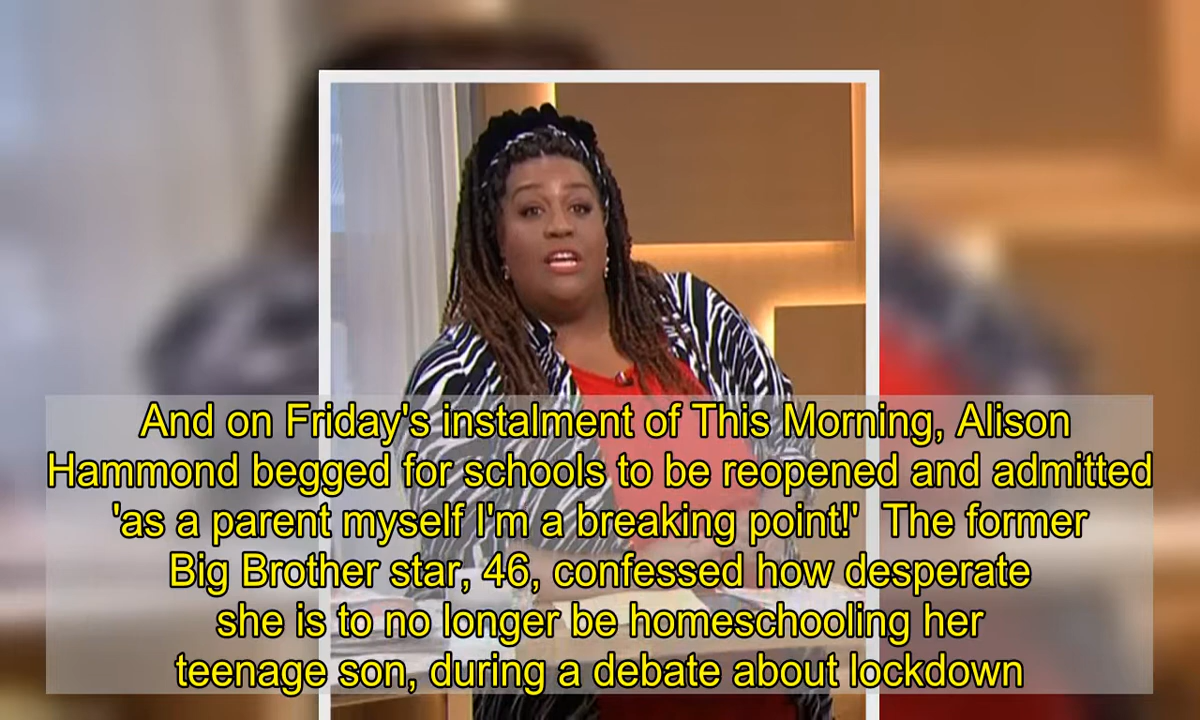 And on Friday's instalment of This Morning, Alison
Hammond begged for schools to be reopened and admitted
'as a parent myself I'm a breaking point!'  The former
Big Brother star, 46, confessed how desperate
she is to no longer be homeschooling her
teenage son, during a debate about lockdown